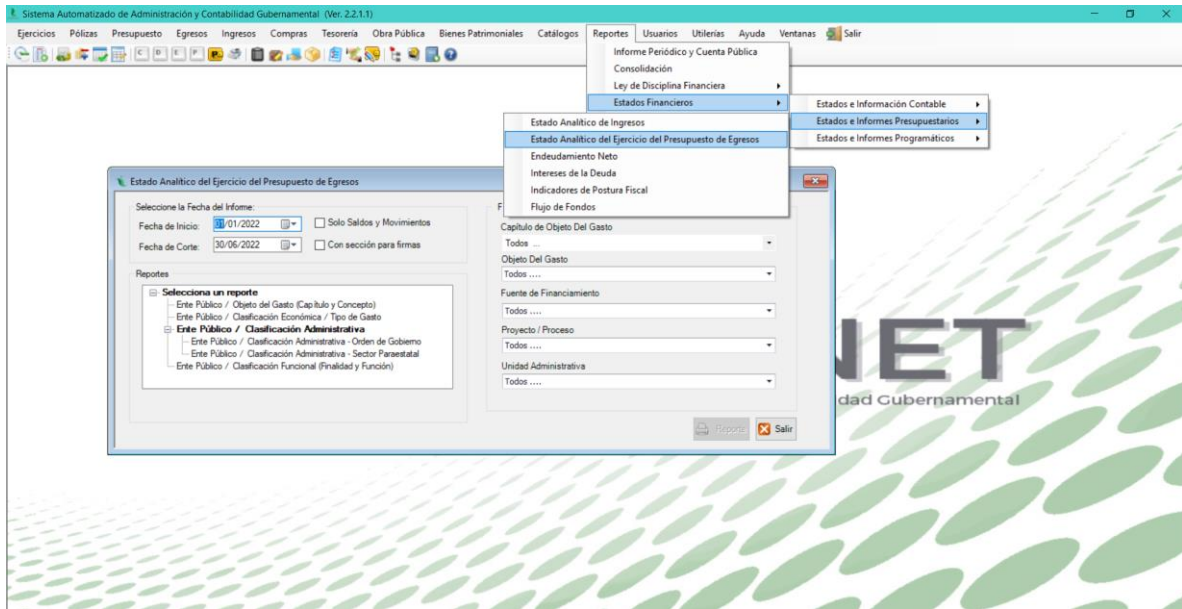 Sistema Automatizado de Administración y Contabilidad Gubernamental (Ver. 2.2.1.1)
Ejercicios Pólizas Presupuesto Egresos Ingresos Compras Tesorería Obra Pública Bienes Patrimoniales Catálogos Reportes Usuarios Utilerías Ayuda Ventanas Salir
C D E P P
Informe Periódico y Cuenta Pública
Consolidación
Ley de Disciplina Financiera
Estados Financieros
Estados e Información Contable
Estados e Informes Presupuestarios
Estados e Informes Programáticos
Estado Analítico de Ingresos
Estado Analítico del Ejercicio del Presupuesto de Egresos
Endeudamiento Neto
Intereses de la Deuda
Indicadores de Postura Fiscal
Flujo de Fondos
Estado Analítico del Ejercicio del Presupuesto de Egresos
Seleccione la Fecha del Informe:
Fecha de Inicio: 01/01/2022 Solo Saldos y Movimientos
Fecha de Corte: 30/06/2022 Con sección para firmas
Reportes
Selecciona un reporte
Ente Público / Objeto del Gasto (Capítulo y Concepto)
Ente Público / Clasificación Económica / Tipo de Gasto
Ente Público / Clasificación Administrativa
Ente Público / Clasificación Administrativa - Orden de Gobierno
Ente Público / Clasificación Administrativa - Sector Paraestatal
Ente Público / Clasificación Funcional (Finalidad y Función)
F
Capítulo de Objeto Del Gasto
Todos ...
Objeto Del Gasto
Todos ....
Fuente de Financiamiento
Todos ....
Proyecto / Proceso
Todos ....
Unidad Administrativa
Todos ....
Reporte Salir
NET
dad Gubernamental